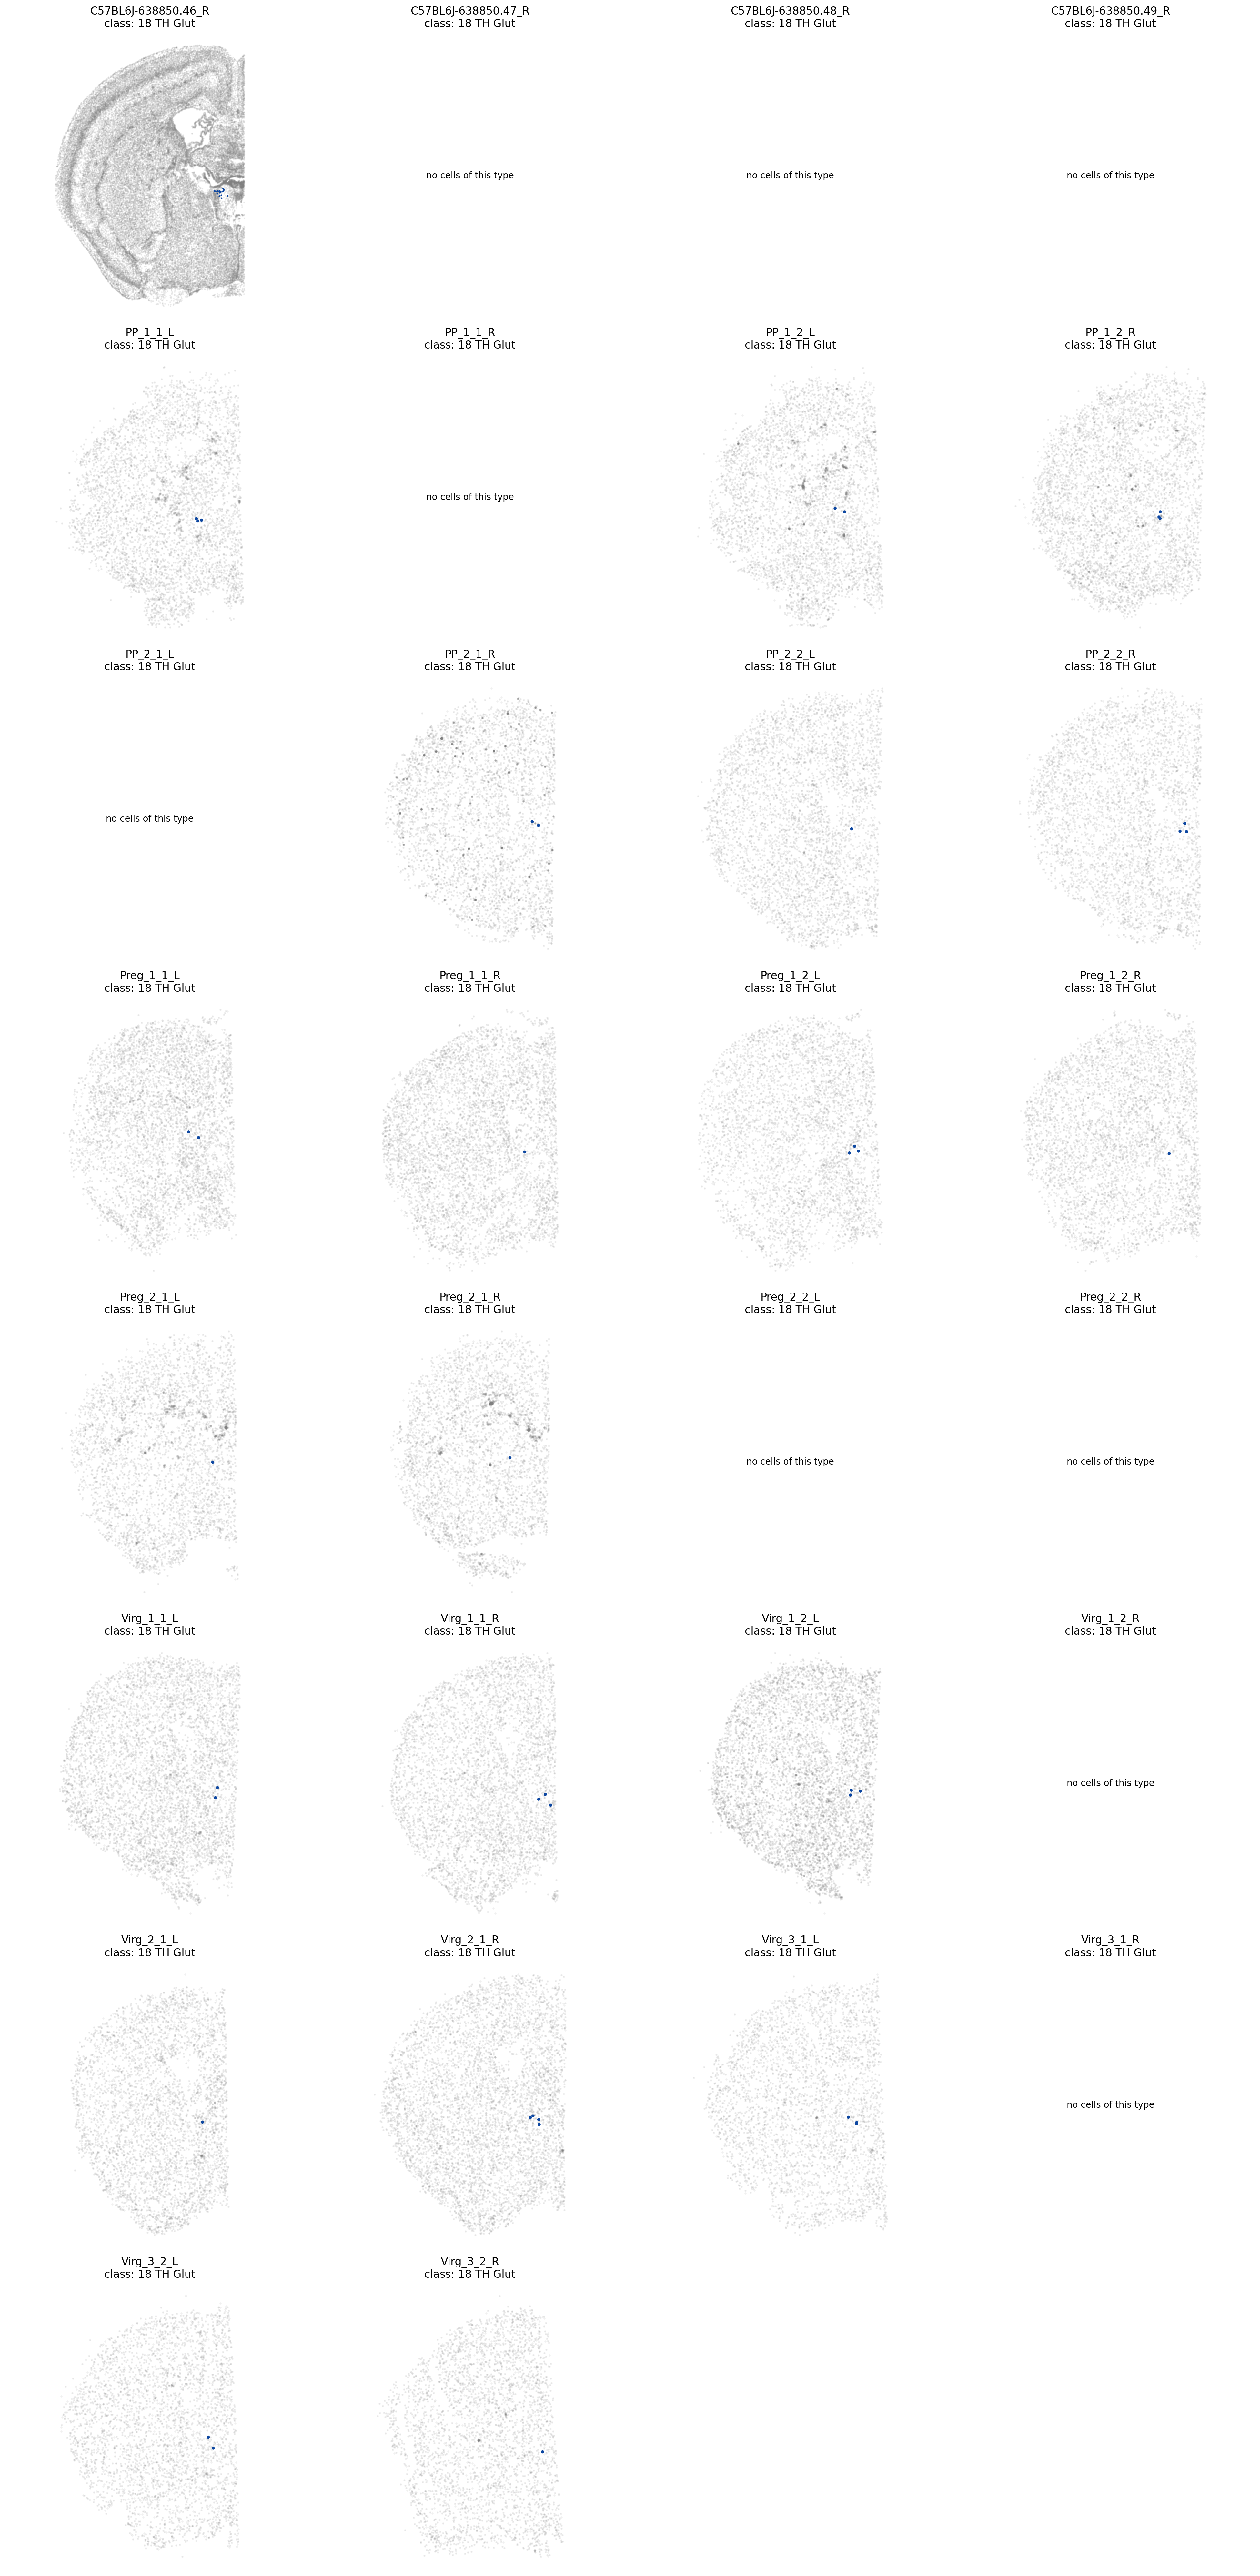 C57BL6J-638850.46_R
class: 18 TH Glut
C57BL6J-638850.47_R
class: 18 TH Glut
C57BL6J-638850.48_R
class: 18 TH Glut
C57BL6J-638850.49_R
class: 18 TH Glut
no cells of this type
no cells of this type
no cells of this type
PP_1_1_L
class: 18 TH Glut
PP_1_1_R
class: 18 TH Glut
PP_1_2_L
class: 18 TH Glut
PP_1_2_R
class: 18 TH Glut
no cells of this type
PP_2_1_L
class: 18 TH Glut
PP_2_1_R
class: 18 TH Glut
PP_2_2_L
class: 18 TH Glut
PP_2_2_R
class: 18 TH Glut
no cells of this type
Preg_1_1_L
class: 18 TH Glut
Preg_1_1_R
class: 18 TH Glut
Preg_1_2_L
class: 18 TH Glut
Preg_1_2_R
class: 18 TH Glut
Preg_2_1_L
class: 18 TH Glut
Preg_2_1_R
class: 18 TH Glut
Preg_2_2_L
class: 18 TH Glut
Preg_2_2_R
class: 18 TH Glut
no cells of this type
no cells of this type
Virg_1_1_L
class: 18 TH Glut
Virg_1_1_R
class: 18 TH Glut
Virg_1_2_L
class: 18 TH Glut
Virg_1_2_R
class: 18 TH Glut
no cells of this type
Virg_2_1_L
class: 18 TH Glut
Virg_2_1_R
class: 18 TH Glut
Virg_3_1_L
class: 18 TH Glut
Virg_3_1_R
class: 18 TH Glut
no cells of this type
Virg_3_2_L
class: 18 TH Glut
Virg_3_2_R
class: 18 TH Glut